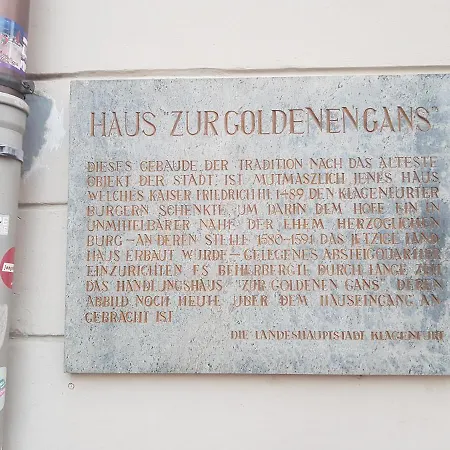 HAUS "ZUR GOLDENEN GANS"
DIESES GEBÄUDE, DER TRADITION NACH DAS ÄLTESTE
OBJEKT DER STADT, IST MUTMASZLICH JENES HAUS
WELCHES KAISER FRIEDRICH III. 1489 DEN KLAGENFURTER
BÜRGERN SCHENKTE, UM DARIN DEM HOFE EIN IN
UNMITTELBARER NÄHE DER EHEM. HERZOGLICHEN
BURG – AN DEREN STELLE 1580-1594 DAS JETZIGE LAND
HAUS ERBAUT WURDE – GELEGENES ABSTEIGQUARTIER
EINZURICHTEN. ES BEHERBERGTE DURCH LANGE ZEIT
DAS HANDLUNGSHAUS "ZUR GOLDENEN GANS" DEREN
ABBILD NOCH HEUTE ÜBER DEM HAUSEINGANG AN
GEBRACHT IST.
DIE LANDESHAUPTSTADT KLAGENFURT